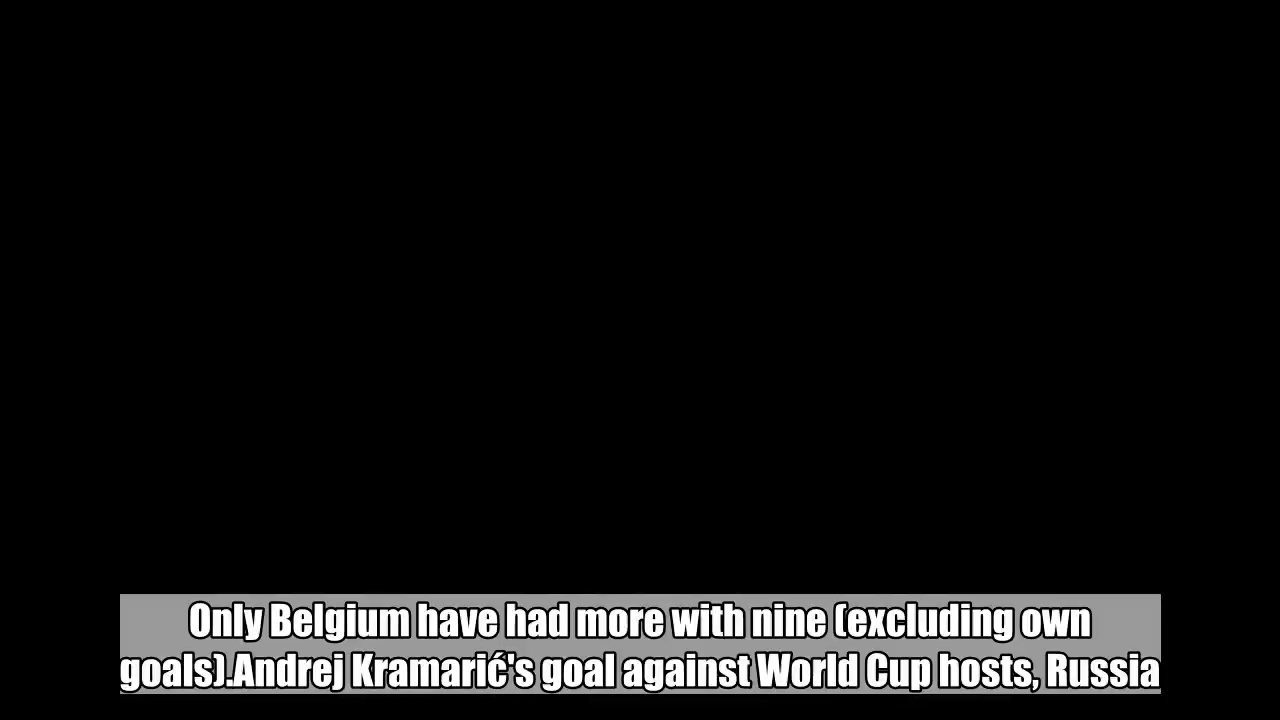 Only Belgium have had more with nine (excluding own
goals).Andrej Kramarić's goal against World Cup hosts, Russia